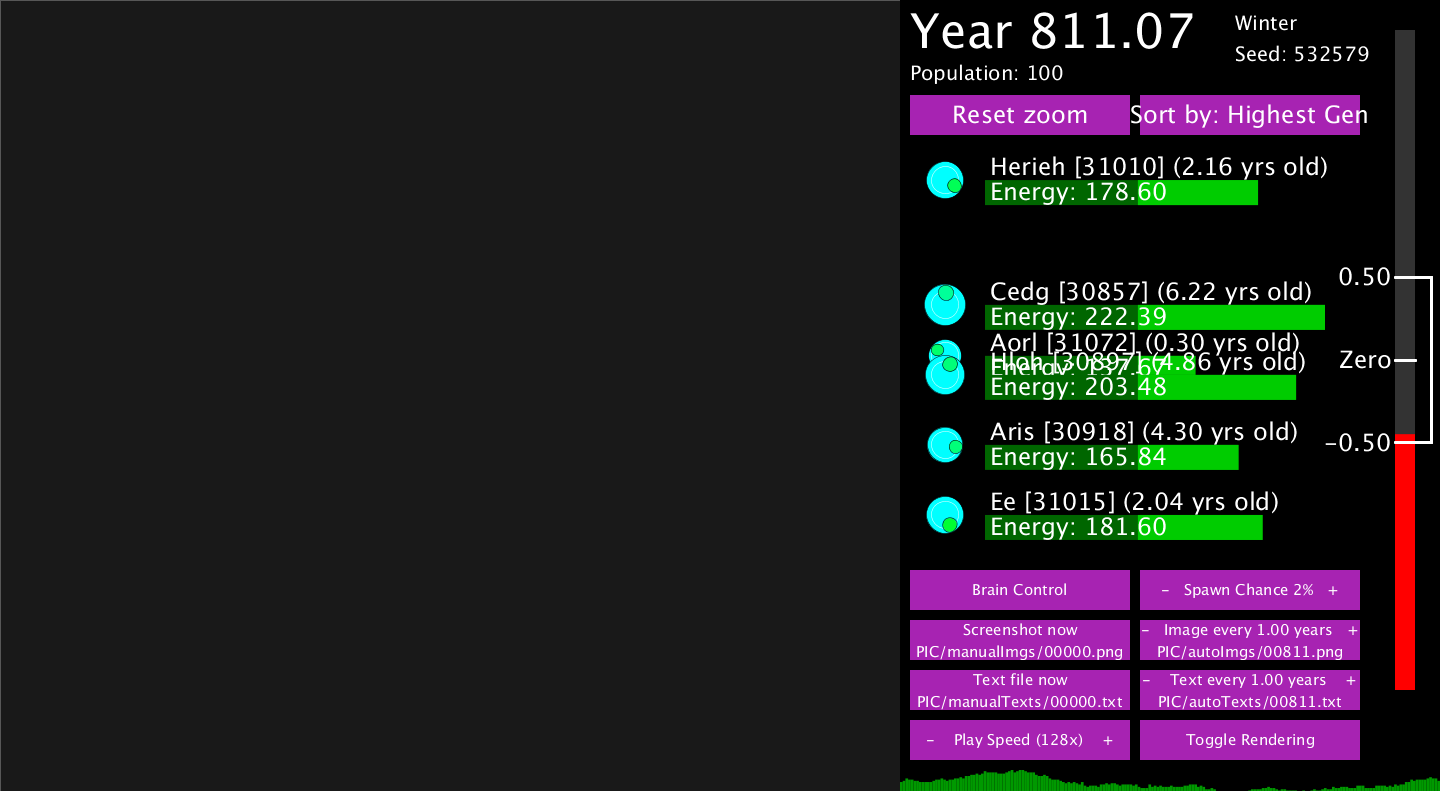 Year 811.07
Winter
Seed: 532579
Population: 100
Reset zoom
Sort by: Highest Gen
Herieh [31010] (2.16 yrs old)
Energy: 178.60
Cedg [30857] (6.22 yrs old)
Energy: 222.39
Aorl [31072] (0.30 yrs old)
Energy: 137.67
[30897] (4.86 yrs old)
Energy: 203.48
Aris [30918] (4.30 yrs old)
Energy: 165.84
Ee [31015] (2.04 yrs old)
Energy: 181.60
0.50
Zero
−0.50
Brain Control
- Spawn Chance 2% +
Screenshot now
PIC/manualImgs/00000.png
- Image every 1.00 years +
PIC/autoImgs/00811.png
Text file now
PIC/manualTexts/00000.txt
- Text every 1.00 years +
PIC/autoTexts/00811.txt
- Play Speed (128x) +
Toggle Rendering